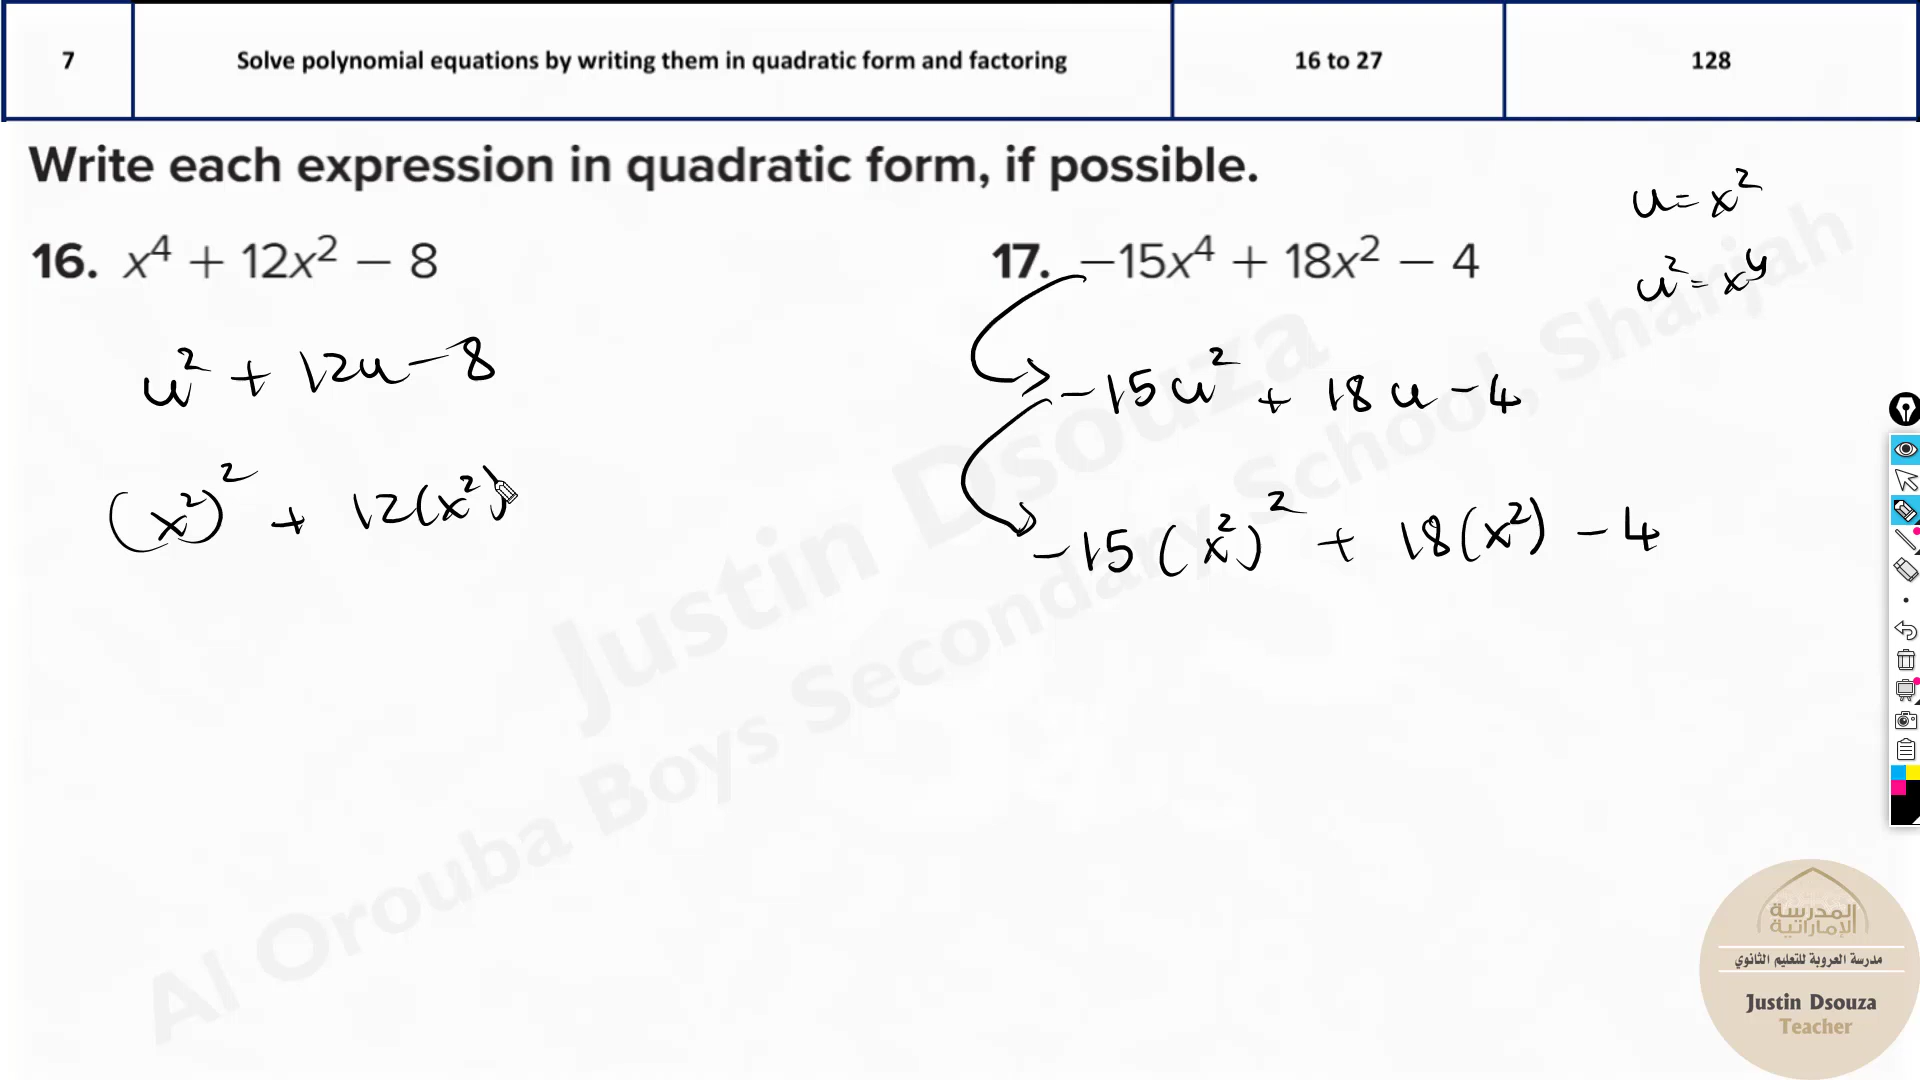 7 Solve polynomial equations by writing them in quadratic form and factoring 16 to 27 128
Write each expression in quadratic form, if possible.
u = x²
u² = x⁴
16. x⁴ + 12x² − 8
u² + 12u − 8
(x²)² + 12(x²)
17. −15x⁴ + 18x² − 4
−15u² + 18u − 4
−15(x²)² + 18(x²) − 4
Justin Dsouza
Al Orouba Boys Secondary School, Sharjah
المدرسة
الإماراتية
مدرسة العروبة للتعليم الثانوي
Justin Dsouza
Teacher